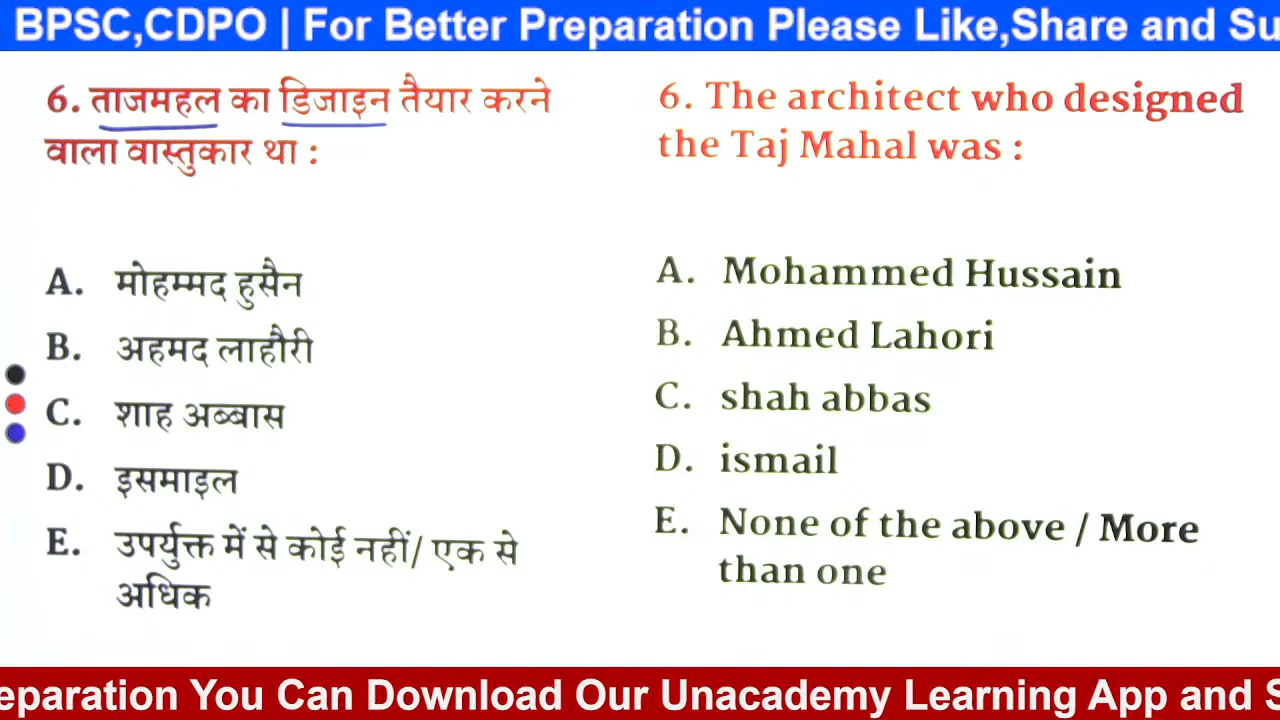 BPSC,CDPO | For Better Preparation Please Like,Share and Su
6. ताजमहल का डिजाइन तैयार करने
वाला वास्तुकार था :
A. मोहम्मद हुसैन
B. अहमद लाहौरी
C. शाह अब्बास
D. इसमाइल
E. उपर्युक्त में से कोई नहीं/ एक से
अधिक
6. The architect who designed
the Taj Mahal was :
A. Mohammed Hussain
B. Ahmed Lahori
C. shah abbas
D. ismail
E. None of the above / More
than one
eparation You Can Download Our Unacademy Learning App and S